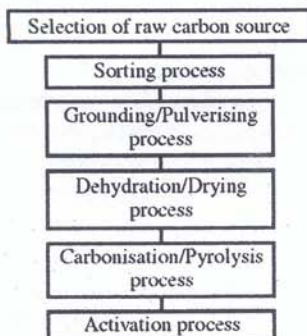 Selection of raw carbon source
Sorting process
Grounding/Pulverising
process
Dehydration/Drying
process
Carbonisation/Pyrolysis
process
Activation process